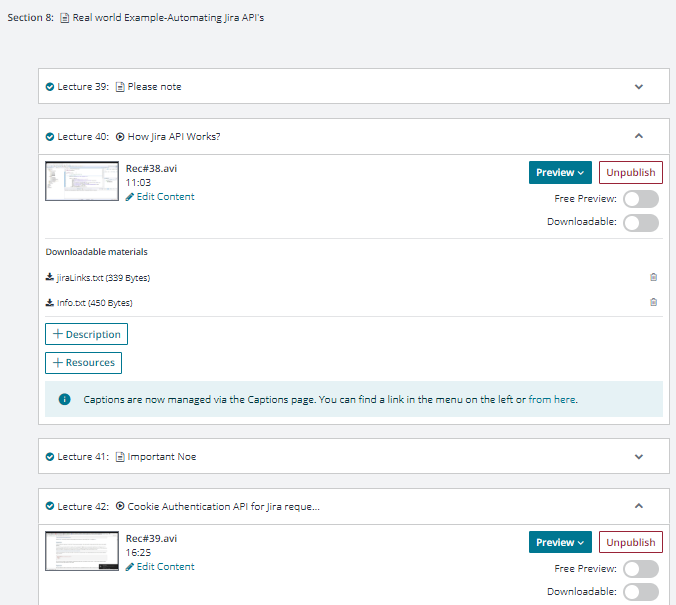 Section 8: Real world Example-Automating Jira API's
Lecture 39: Please note
Lecture 40: How Jira API Works?
Rec#38.avi
11:03
Edit Content
Preview
Unpublish
Free Preview:
Downloadable:
Downloadable materials
jiraLinks.txt (339 Bytes)
Info.txt (450 Bytes)
+ Description
+ Resources
Captions are now managed via the Captions page. You can find a link in the menu on the left or from here.
Lecture 41: Important Noe
Lecture 42: Cookie Authentication API for Jira reque...
Rec#39.avi
16:25
Edit Content
Preview
Unpublish
Free Preview:
Downloadable: